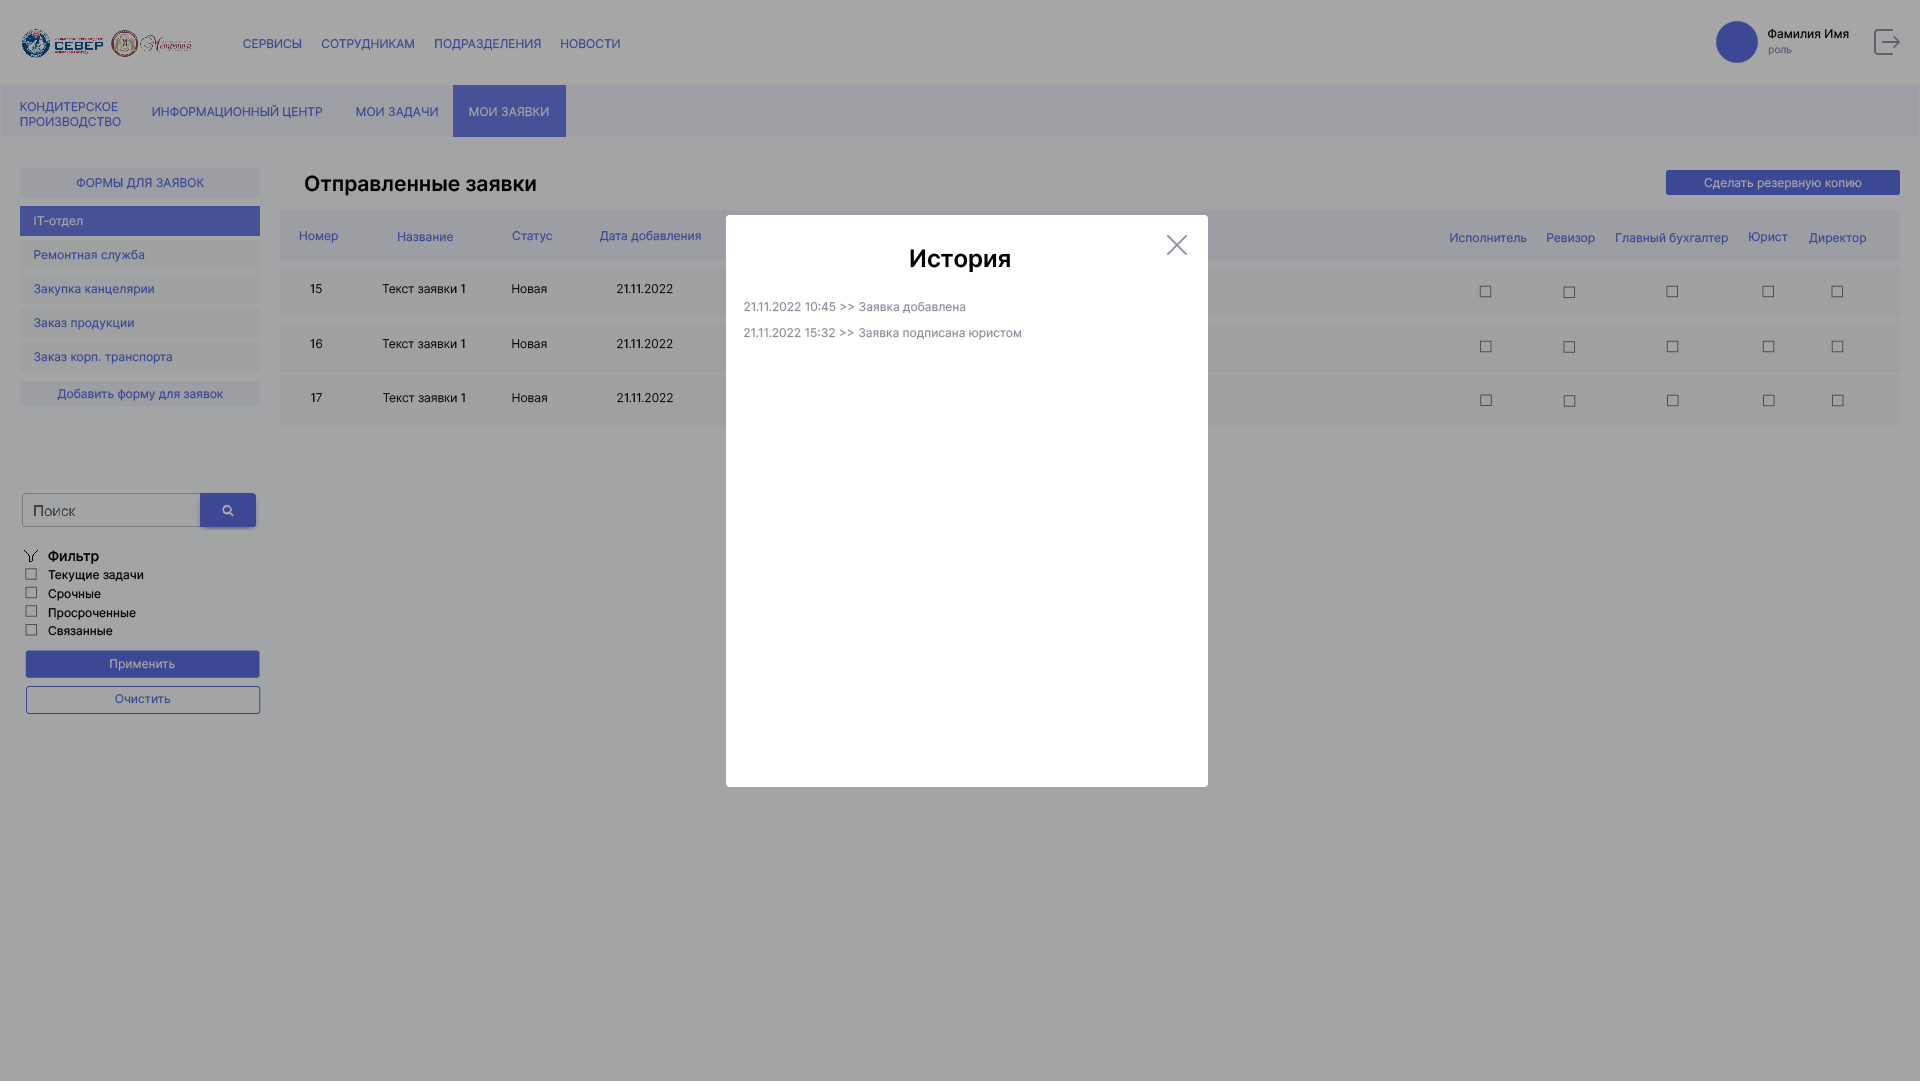 СЕВЕР
СЕРВИСЫ СОТРУДНИКАМ ПОДРАЗДЕЛЕНИЯ НОВОСТИ
Фамилия Имя
роль
КОНДИТЕРСКОЕ
ПРОИЗВОДСТВО
ИНФОРМАЦИОННЫЙ ЦЕНТР МОИ ЗАДАЧИ МОИ ЗАЯВКИ
ФОРМЫ ДЛЯ ЗАЯВОК
IT-отдел
Ремонтная служба
Закупка канцелярии
Заказ продукции
Заказ корп. транспорта
Добавить форму для заявок
Поиск
Фильтр
Текущие задачи
Срочные
Просроченные
Связанные
Применить
Очистить
Отправленные заявки
Сделать резервную копию
Номер Название Статус Дата добавления Исполнитель Ревизор Главный бухгалтер Юрист Директор
15 Текст заявки 1 Новая 21.11.2022
16 Текст заявки 1 Новая 21.11.2022
17 Текст заявки 1 Новая 21.11.2022
История
21.11.2022 10:45 >> Заявка добавлена
21.11.2022 15:32 >> Заявка подписана юристом